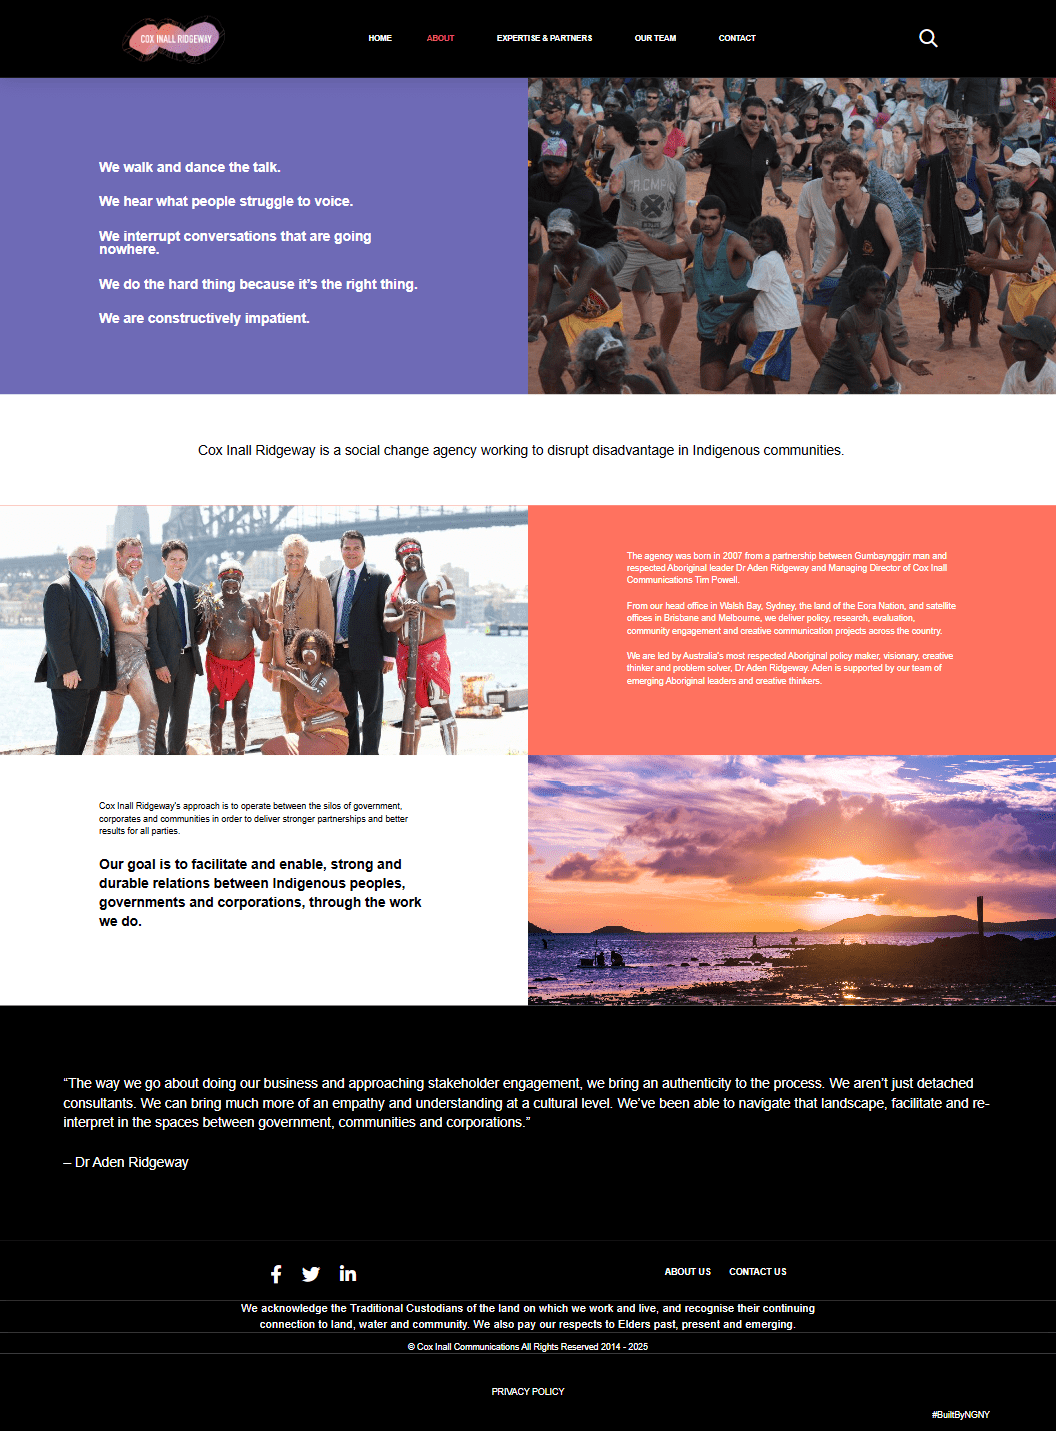 COX INALL RIDGEWAY
HOME
ABOUT
EXPERTISE & PARTNERS
OUR TEAM
CONTACT
We walk and dance the talk.
We hear what people struggle to voice.
We interrupt conversations that are going
nowhere.
We do the hard thing because it's the right thing.
We are constructively impatient.
Cox Inall Ridgeway is a social change agency working to disrupt disadvantage in Indigenous communities.
The agency was born in 2007 from a partnership between Gumbaynggirr man and
respected Aboriginal leader Dr Aden Ridgeway and Managing Director of Cox Inall
Communications Tim Powell.
From our head office in Walsh Bay, Sydney, the land of the Eora Nation, and satellite
offices in Brisbane and Melbourne, we deliver policy, research, evaluation,
community engagement and creative communication projects across the country.
We are led by Australia's most respected Aboriginal policy maker, visionary, creative
thinker and problem solver, Dr Aden Ridgeway. Aden is supported by our team of
emerging Aboriginal leaders and creative thinkers.
Cox Inall Ridgeway's approach is to operate between the silos of government,
corporates and communities in order to deliver stronger partnerships and better
results for all parties.
Our goal is to facilitate and enable, strong and
durable relations between Indigenous peoples,
governments and corporations, through the work
we do.
“The way we go about doing our business and approaching stakeholder engagement, we bring an authenticity to the process. We aren’t just detached
consultants. We can bring much more of an empathy and understanding at a cultural level. We’ve been able to navigate that landscape, facilitate and re-
interpret in the spaces between government, communities and corporations.”
– Dr Aden Ridgeway
ABOUT US
CONTACT US
We acknowledge the Traditional Custodians of the land on which we work and live, and recognise their continuing
connection to land, water and community. We also pay our respects to Elders past, present and emerging.
© Cox Inall Communications All Rights Reserved 2014 - 2025
PRIVACY POLICY
#BuiltByNGNY